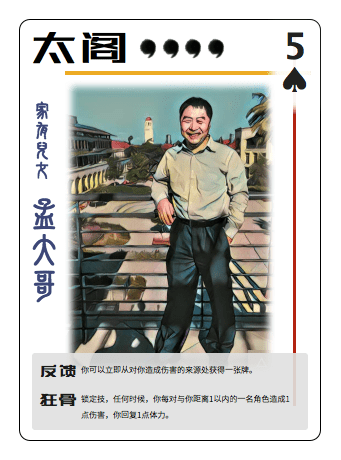 太阁
5
家有儿女
孟大哥
反馈 你可以立即从对你造成伤害的来源处获得一张牌。
狂骨 锁定技，任何时候，你每对与你距离1以内的一名角色造成1
点伤害，你回复1点体力。